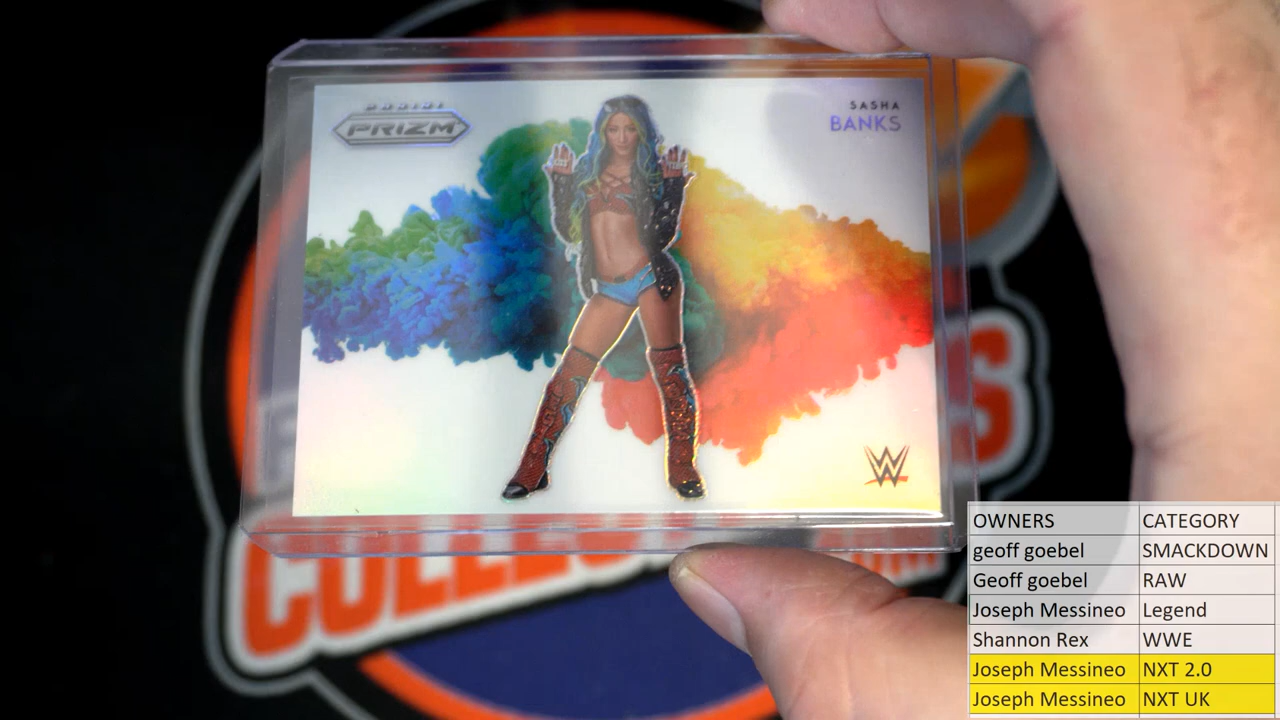 PANINI
PRIZM
SASHA
BANKS
W
OWNERS CATEGORY
geoff goebel SMACKDOWN
Geoff goebel RAW
Joseph Messineo Legend
Shannon Rex WWE
Joseph Messineo NXT 2.0
Joseph Messineo NXT UK